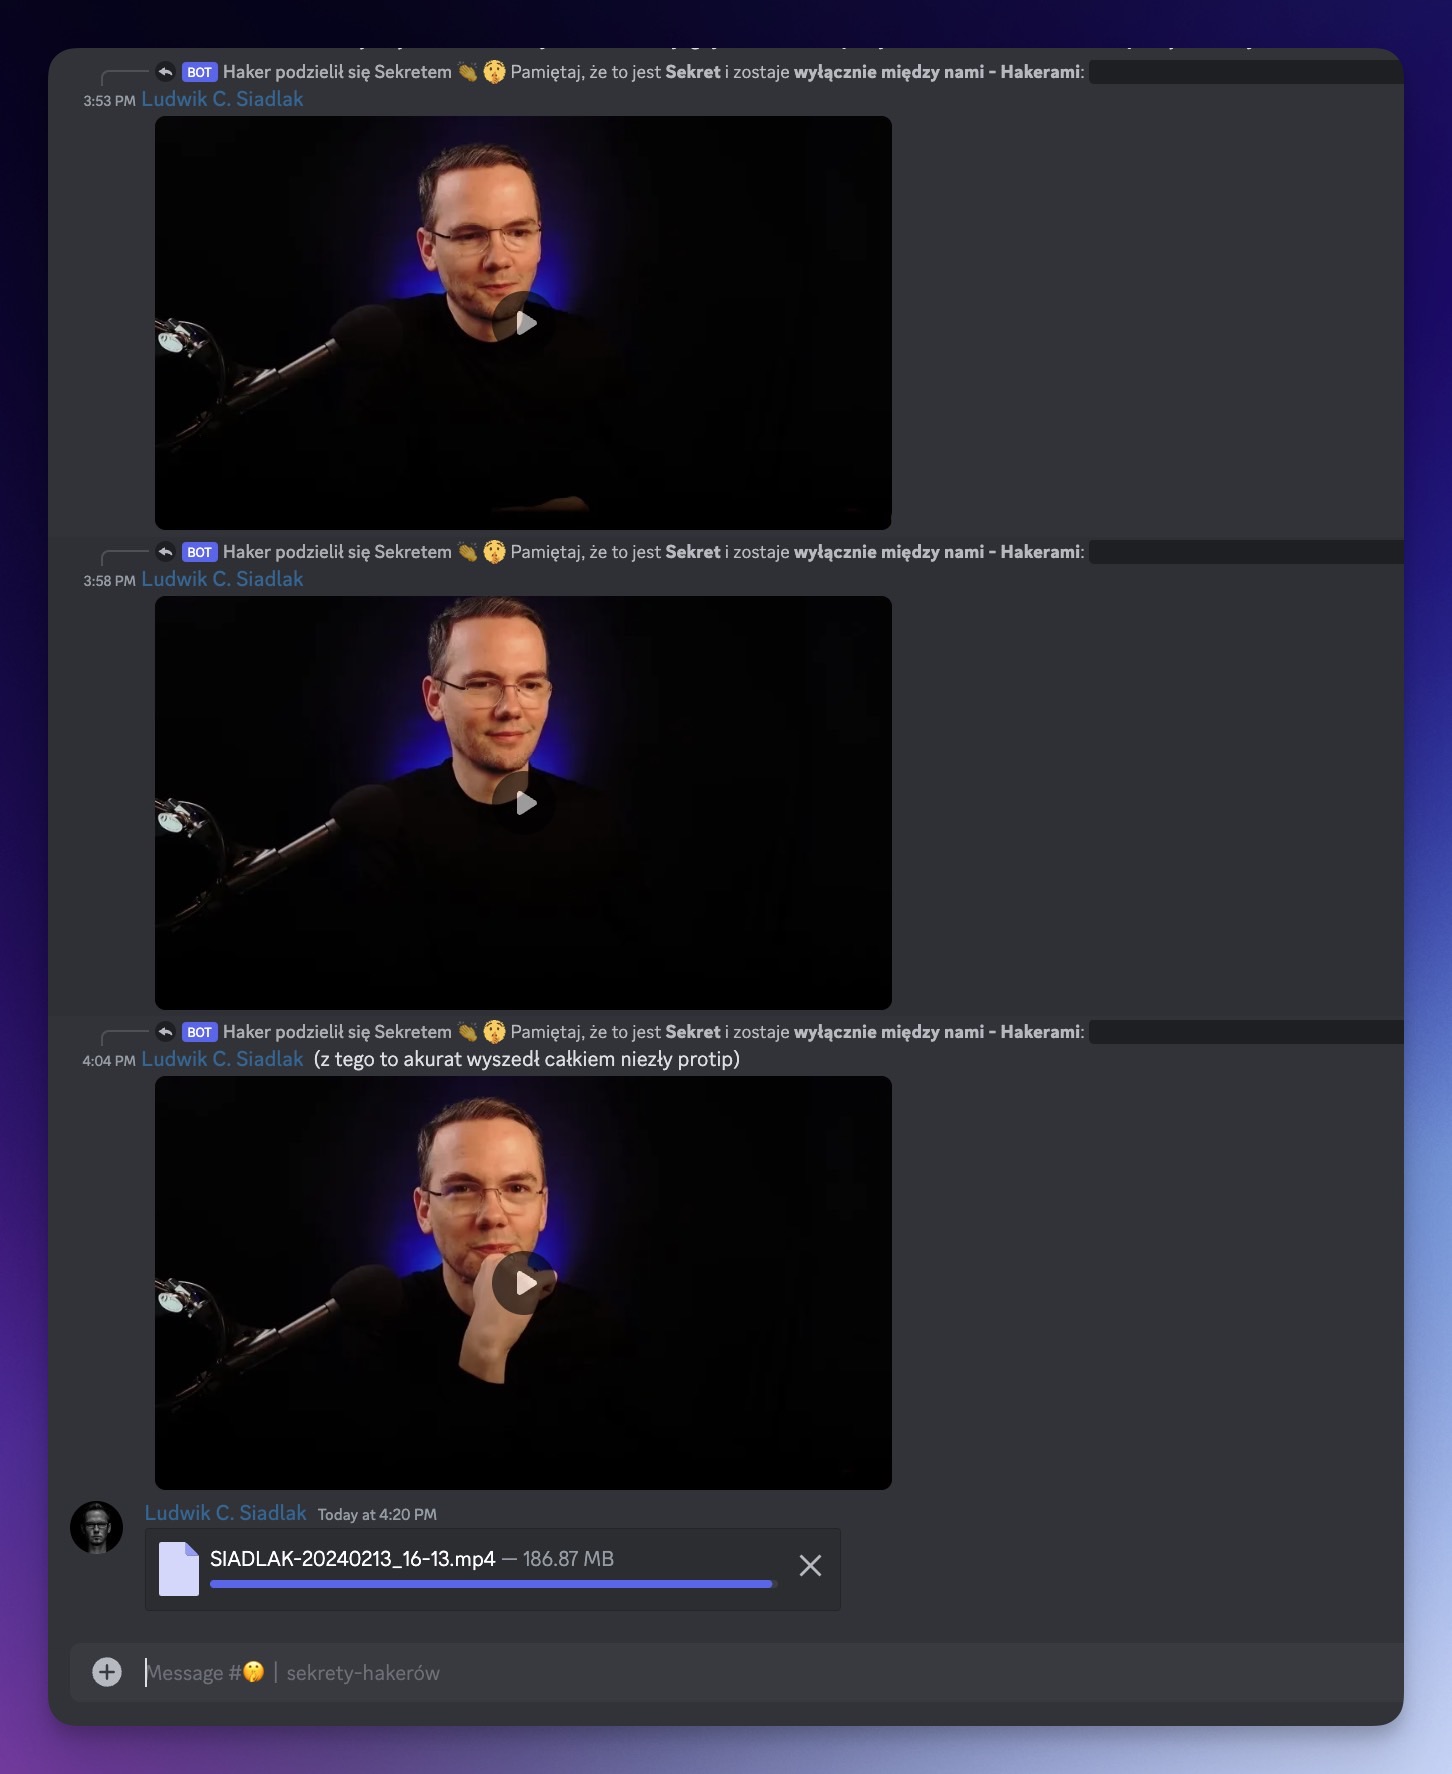 BOT Haker podzielił się Sekretem 👏 🤫 Pamiętaj, że to jest Sekret i zostaje wyłącznie między nami - Hakerami:
3:53 PM Ludwik C. Siadlak
BOT Haker podzielił się Sekretem 👏 🤫 Pamiętaj, że to jest Sekret i zostaje wyłącznie między nami - Hakerami:
3:58 PM Ludwik C. Siadlak
BOT Haker podzielił się Sekretem 👏 🤫 Pamiętaj, że to jest Sekret i zostaje wyłącznie między nami - Hakerami:
4:04 PM Ludwik C. Siadlak (z tego to akurat wyszedł całkiem niezły protip)
Ludwik C. Siadlak Today at 4:20 PM
SIADLAK-20240213_16-13.mp4 — 186.87 MB
Message #🤫 | sekrety-hakerów